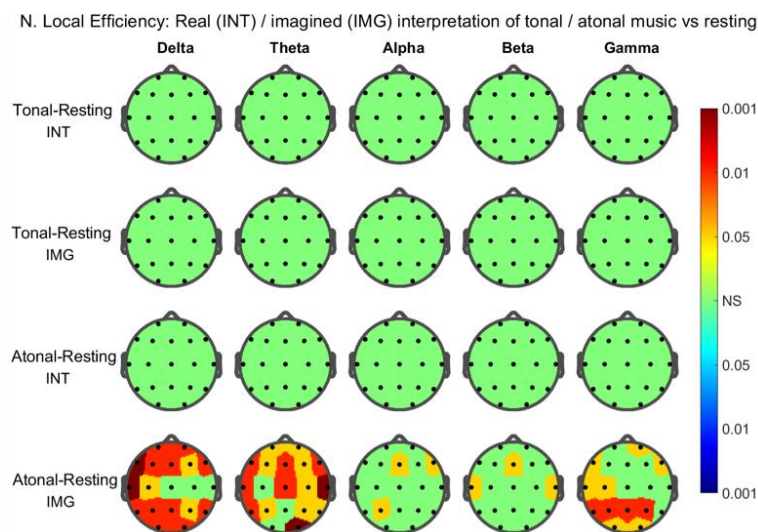 N. Local Efficiency: Real (INT) / imagined (IMG) interpretation of tonal / atonal music vs resting
Delta Theta Alpha Beta Gamma
Tonal-Resting
INT
Tonal-Resting
IMG
Atonal-Resting
INT
Atonal-Resting
IMG
0.001
0.01
0.05
NS
0.05
0.01
0.001